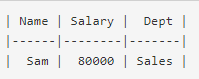 | Name | Salary |  Dept |
|------|--------|-------|
|  Sam |  80000 | Sales |